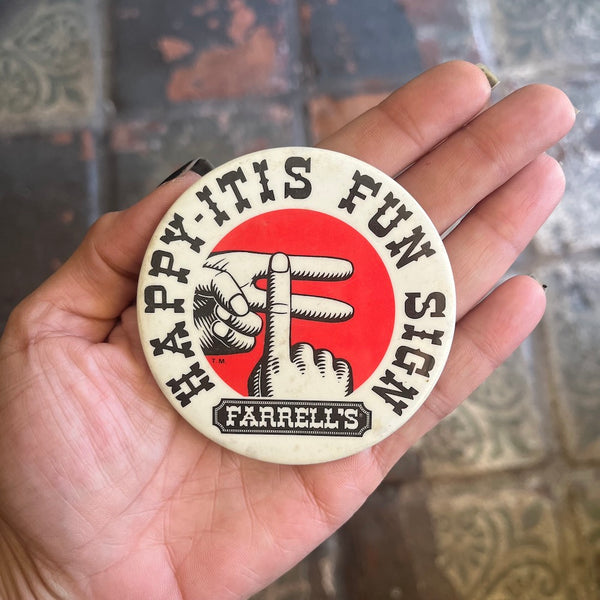 HAPPY-ITIS FUN SIGN
T.M.
FARRELL'S